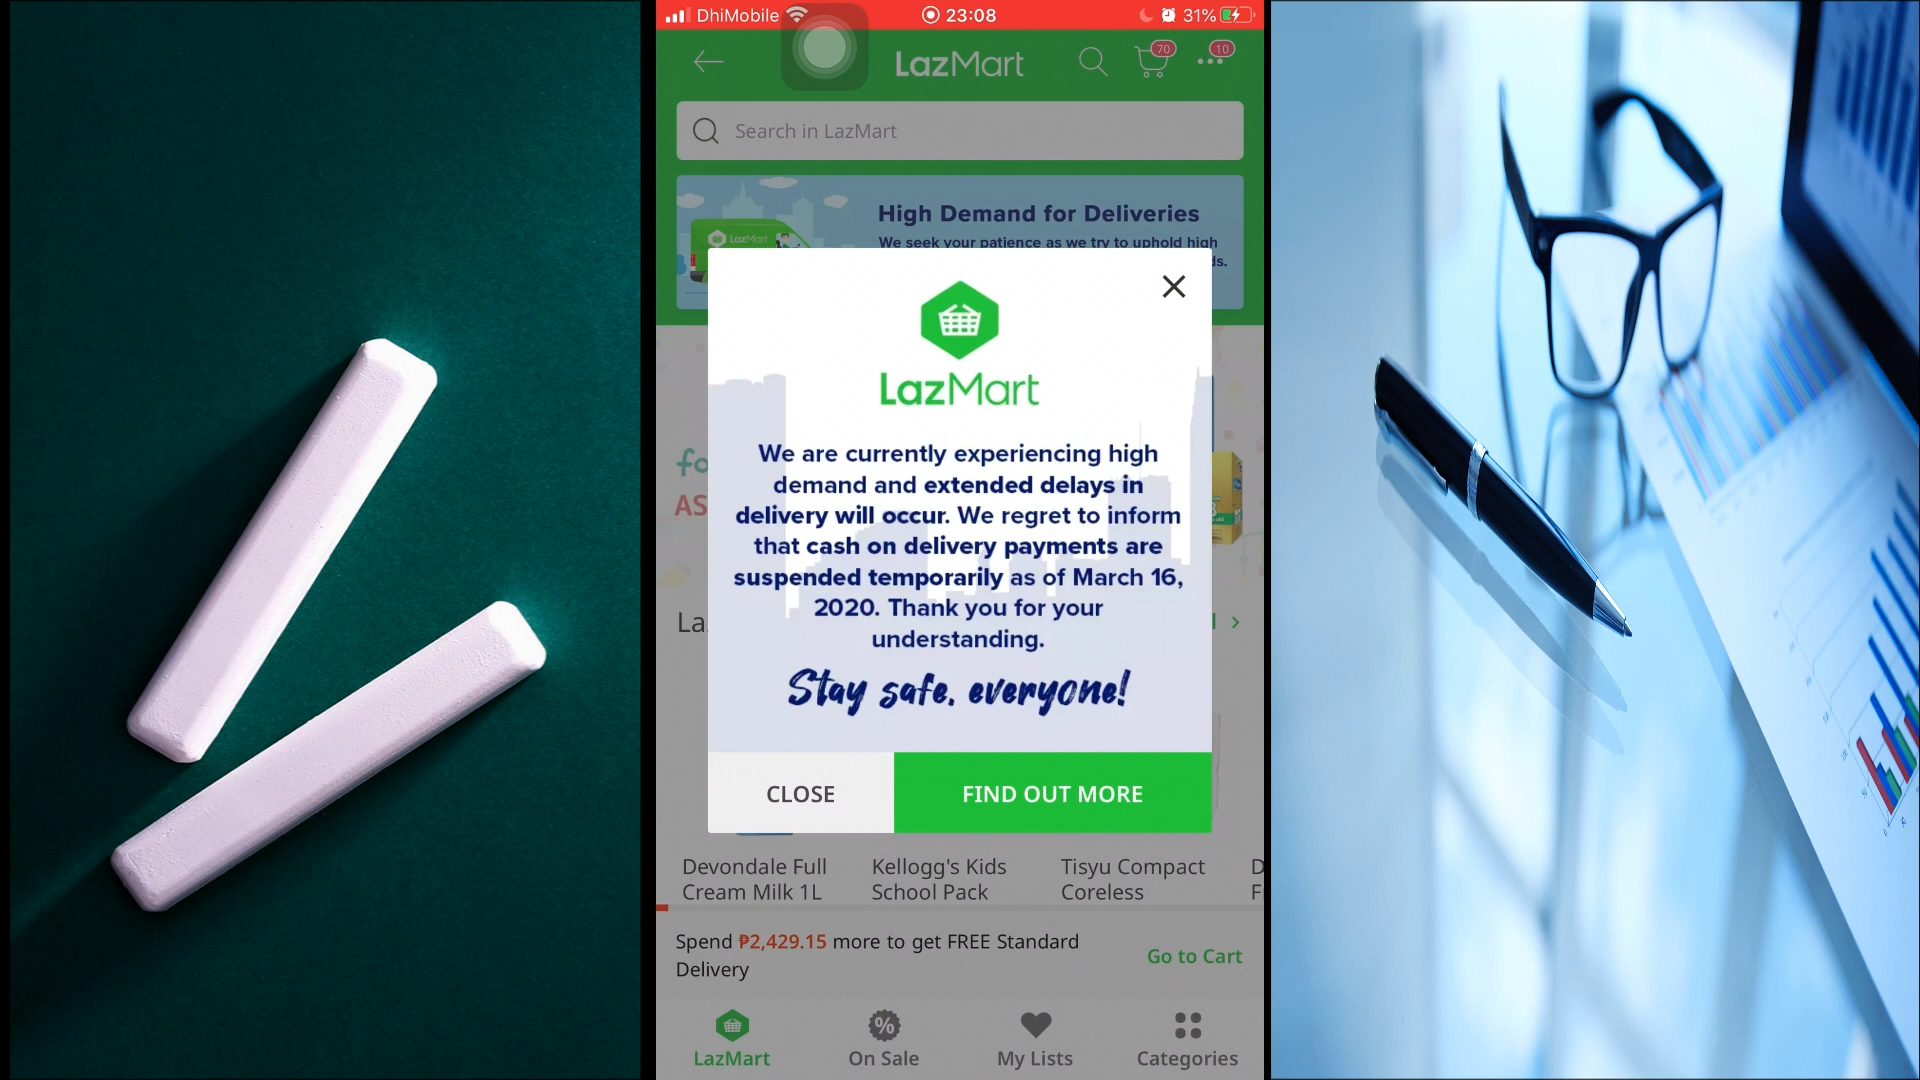 DhiMobile 23:08 31%
LazMart 70 10
Search in LazMart
LazMart
High Demand for Deliveries
We seek your patience as we try to uphold high
ds.
LazMart
We are currently experiencing high
demand and extended delays in
delivery will occur. We regret to inform
that cash on delivery payments are
suspended temporarily as of March 16,
2020. Thank you for your
understanding.
Stay safe, everyone!
CLOSE FIND OUT MORE
Devondale Full
Cream Milk 1L
Kellogg's Kids
School Pack
Tisyu Compact
Coreless
Spend ₱2,429.15 more to get FREE Standard
Delivery
Go to Cart
LazMart On Sale My Lists Categories